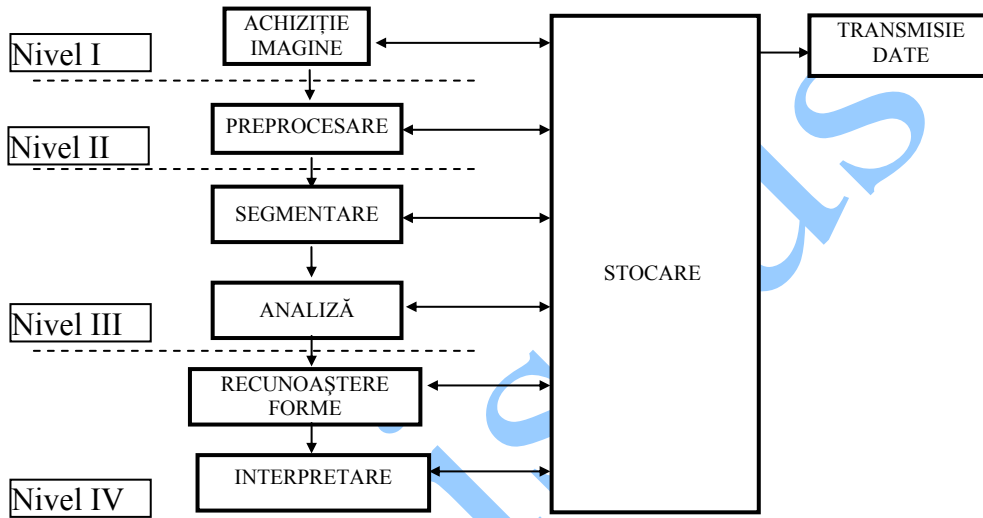 Nivel I
ACHIZIȚIE
IMAGINE
TRANSMISIE
DATE
Nivel II
PREPROCESARE
SEGMENTARE
STOCARE
Nivel III
ANALIZĂ
RECUNOAȘTERE
FORME
Nivel IV
INTERPRETARE